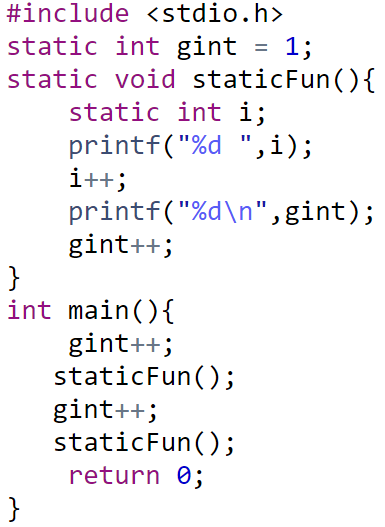 #include <stdio.h>
static int gint = 1;
static void staticFun(){
    static int i;
    printf("%d ",i);
    i++;
    printf("%d\n",gint);
    gint++;
}
int main(){
    gint++;
   staticFun();
   gint++;
   staticFun();
    return 0;
}